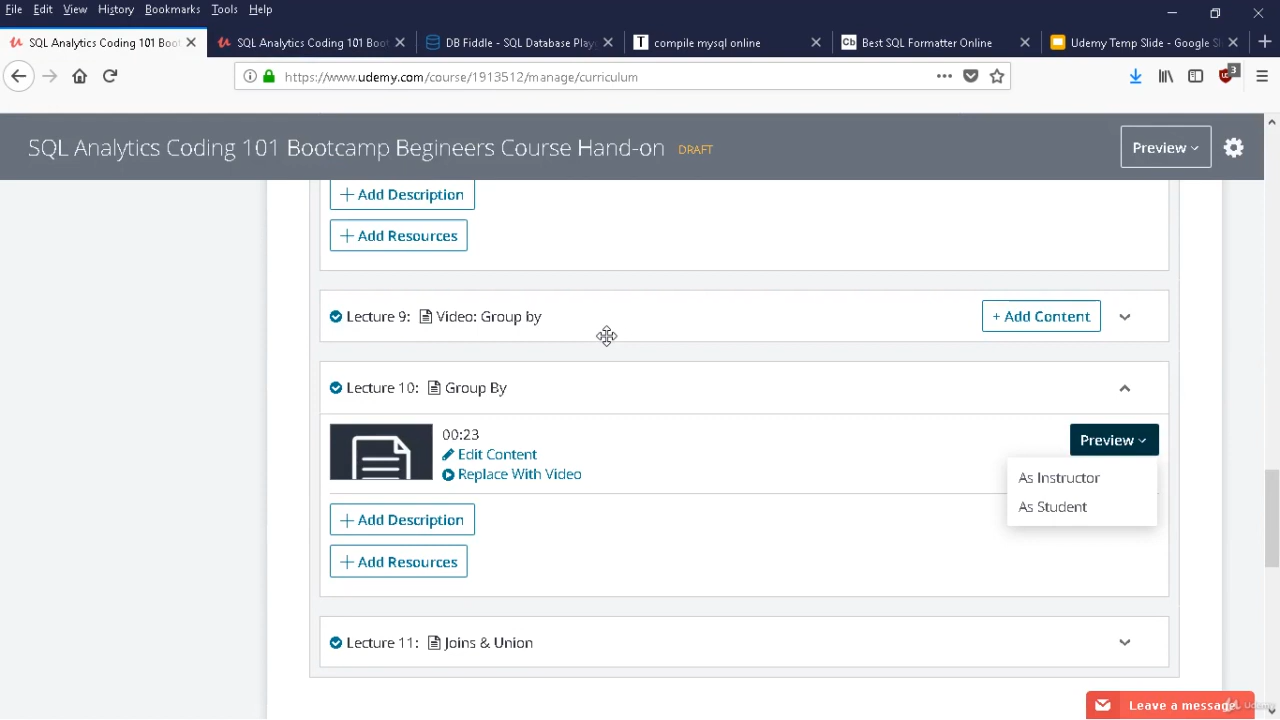 File Edit View History Bookmarks Tools Help
SQL Analytics Coding 101 Boot
SQL Analytics Coding 101 Boot
DB Fiddle - SQL Database Play
compile mysql online
Best SQL Formatter Online
Udemy Temp Slide - Google S
https://www.udemy.com/course/1913512/manage/curriculum
3
SQL Analytics Coding 101 Bootcamp Begineers Course Hand-on DRAFT
Preview
+ Add Description
+ Add Resources
Lecture 9: Video: Group by
+ Add Content
Lecture 10: Group By
00:23
Edit Content
Replace With Video
Preview
As Instructor
As Student
+ Add Description
+ Add Resources
Lecture 11: Joins & Union
Leave a message
Udemy